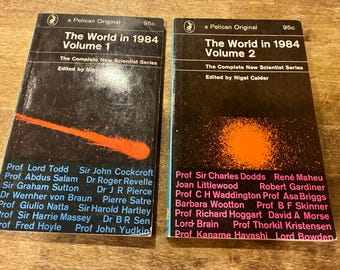 a Pelican Original 95c
The World in 1984
Volume 1
The Complete New Scientist Series
Edited by Nigel
Prof Lord Todd Sir John Cockcroft
Prof Abdus Salam Dr Roger Revelle
Sir Graham Sutton Dr J R Pierce
Dr Wernher von Braun Pierre Satre
Prof Giulio Natta Sir Harold Hartley
Prof Sir Harrie Massey Dr B R Sen
Prof Fred Hoyle Prof John Yudkin
a Pelican Original 95c
The World in 1984
Volume 2
The Complete New Scientist Series
Edited by Nigel Calder
Prof Sir Charles Dodds René Maheu
Joan Littlewood Robert Gardiner
Prof C H Waddington Prof Asa Briggs
Barbara Wootton Prof B F Skinner
Prof Richard Hoggart David A Morse
Lord Brain Prof Thorkil Kristensen
Prof Kaname Hayashi Lord Bowden